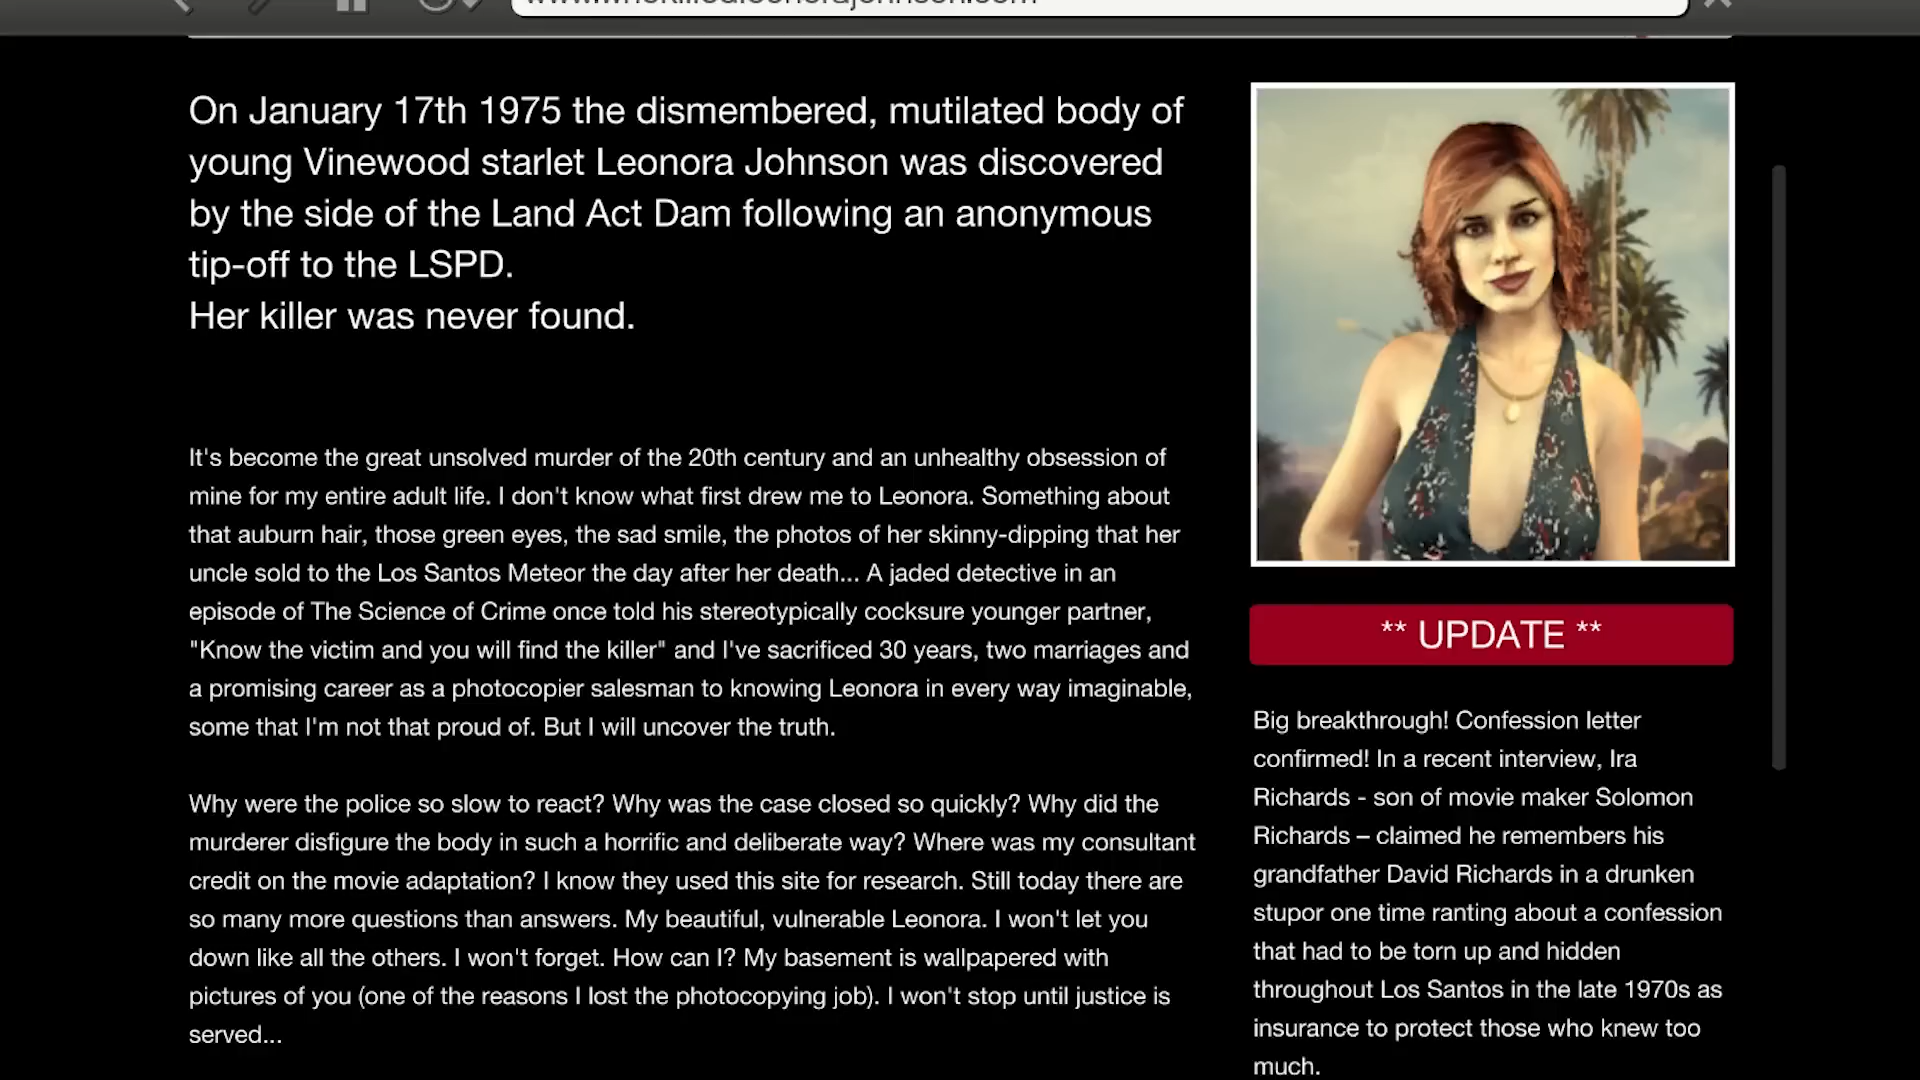 On January 17th 1975 the dismembered, mutilated body of
young Vinewood starlet Leonora Johnson was discovered
by the side of the Land Act Dam following an anonymous
tip-off to the LSPD.
Her killer was never found.
It's become the great unsolved murder of the 20th century and an unhealthy obsession of
mine for my entire adult life. I don't know what first drew me to Leonora. Something about
that auburn hair, those green eyes, the sad smile, the photos of her skinny-dipping that her
uncle sold to the Los Santos Meteor the day after her death... A jaded detective in an
episode of The Science of Crime once told his stereotypically cocksure younger partner,
"Know the victim and you will find the killer" and I've sacrificed 30 years, two marriages and
a promising career as a photocopier salesman to knowing Leonora in every way imaginable,
some that I'm not that proud of. But I will uncover the truth.
Why were the police so slow to react? Why was the case closed so quickly? Why did the
murderer disfigure the body in such a horrific and deliberate way? Where was my consultant
credit on the movie adaptation? I know they used this site for research. Still today there are
so many more questions than answers. My beautiful, vulnerable Leonora. I won't let you
down like all the others. I won't forget. How can I? My basement is wallpapered with
pictures of you (one of the reasons I lost the photocopying job). I won't stop until justice is
served...
** UPDATE **
Big breakthrough! Confession letter
confirmed! In a recent interview, Ira
Richards - son of movie maker Solomon
Richards – claimed he remembers his
grandfather David Richards in a drunken
stupor one time ranting about a confession
that had to be torn up and hidden
throughout Los Santos in the late 1970s as
insurance to protect those who knew too
much.